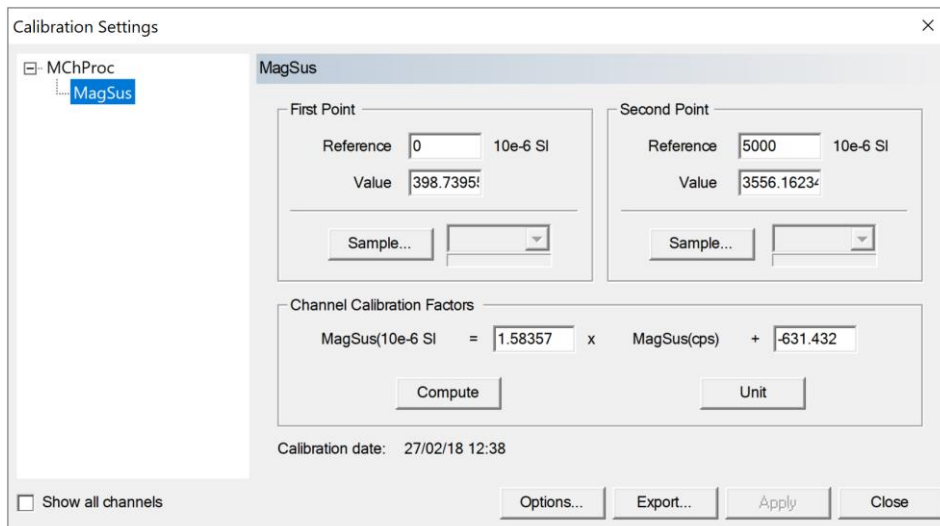 Calibration Settings
MChProc
MagSus
MagSus
First Point
Reference 0 10e-6 SI
Value 398.7395
Sample...
Second Point
Reference 5000 10e-6 SI
Value 3556.1623
Sample...
Channel Calibration Factors
MagSus(10e-6 SI = 1.58357 x MagSus(cps) + -631.432
Compute Unit
Calibration date: 27/02/18 12:38
Show all channels
Options... Export... Apply Close